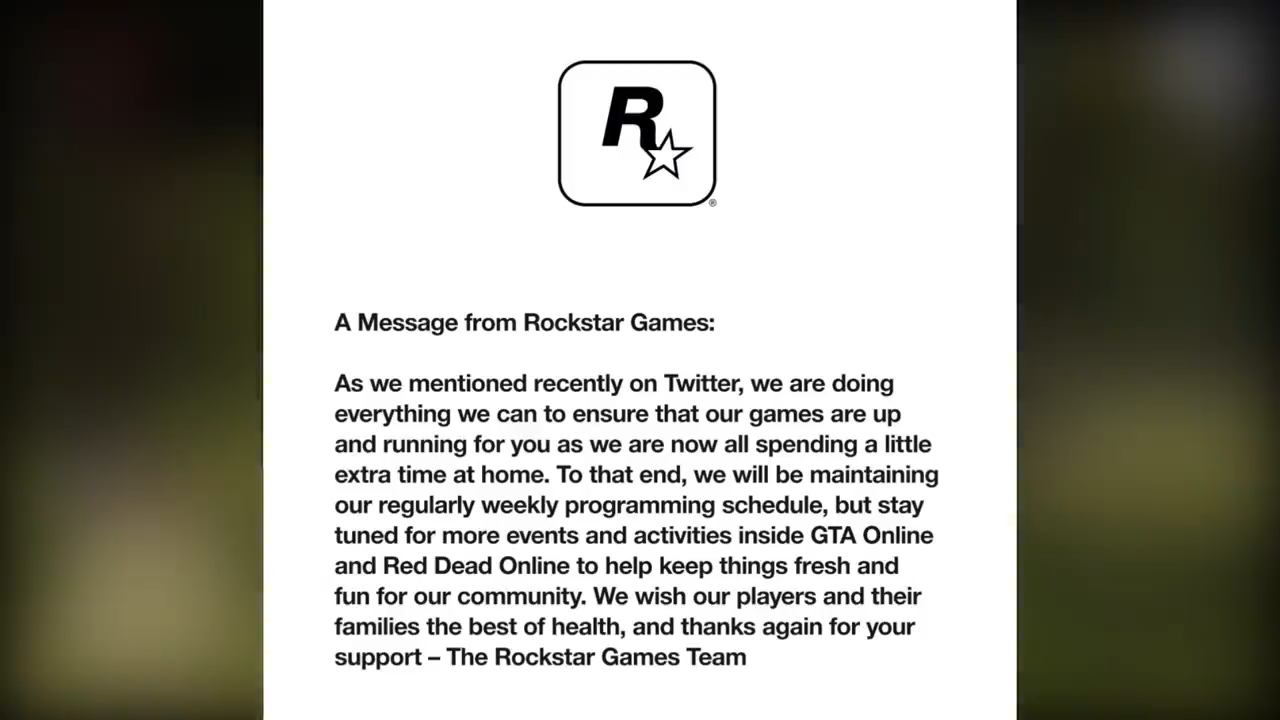 R
®
A Message from Rockstar Games:
As we mentioned recently on Twitter, we are doing
everything we can to ensure that our games are up
and running for you as we are now all spending a little
extra time at home. To that end, we will be maintaining
our regularly weekly programming schedule, but stay
tuned for more events and activities inside GTA Online
and Red Dead Online to help keep things fresh and
fun for our community. We wish our players and their
families the best of health, and thanks again for your
support – The Rockstar Games Team